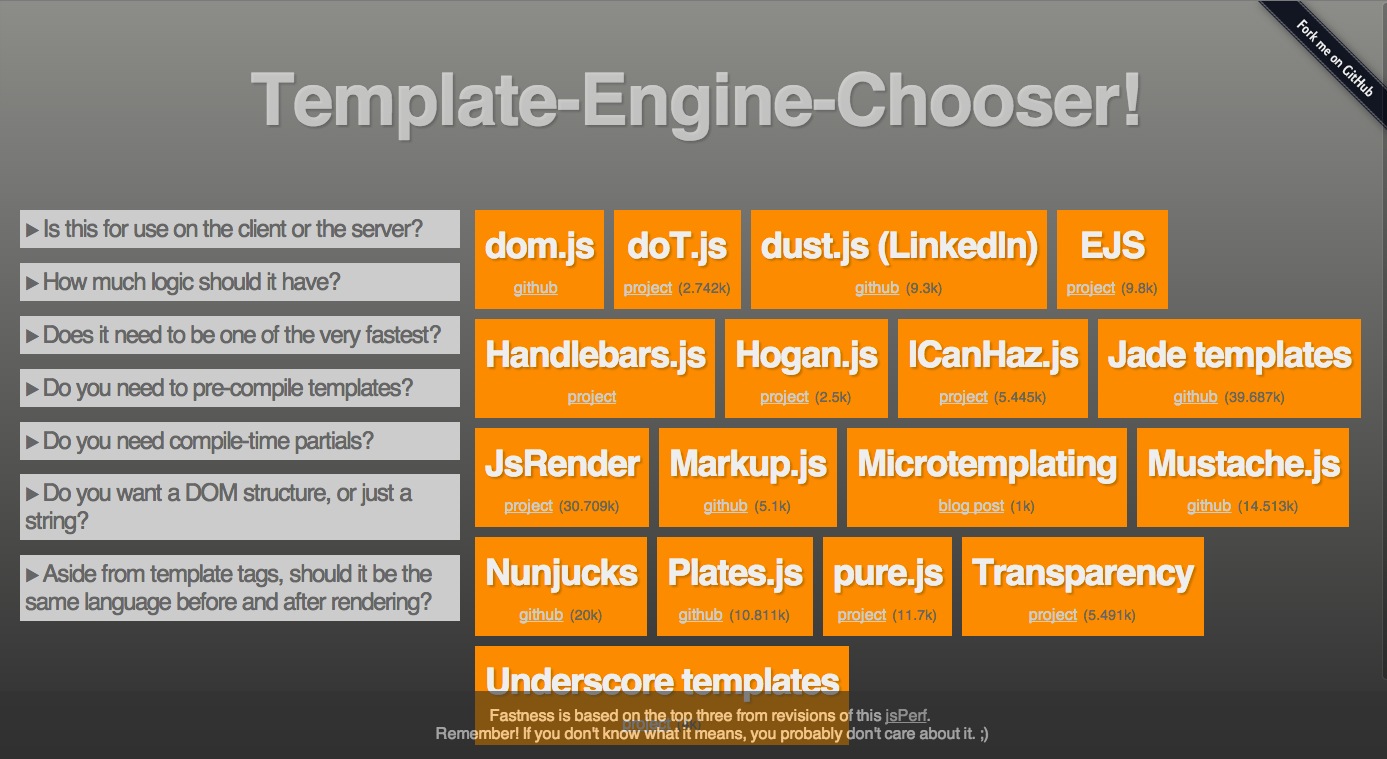 Fork me on GitHub
Template-Engine-Chooser!
▶ Is this for use on the client or the server?
▶ How much logic should it have?
▶ Does it need to be one of the very fastest?
▶ Do you need to pre-compile templates?
▶ Do you need compile-time partials?
▶ Do you want a DOM structure, or just a
string?
▶ Aside from template tags, should it be the
same language before and after rendering?
dom.js
github
doT.js
project (2.742k)
dust.js (LinkedIn)
github (9.3k)
EJS
project (9.8k)
Handlebars.js
project
Hogan.js
project (2.5k)
ICanHaz.js
project (5.445k)
Jade templates
github (39.687k)
JsRender
project (30.709k)
Markup.js
github (5.1k)
Microtemplating
blog post (1k)
Mustache.js
github (14.513k)
Nunjucks
github (20k)
Plates.js
github (10.811k)
pure.js
project (11.7k)
Transparency
project (5.491k)
Underscore templates
project
Fastness is based on the top three from revisions of this jsPerf.
Remember! If you don't know what it means, you probably don't care about it. ;)